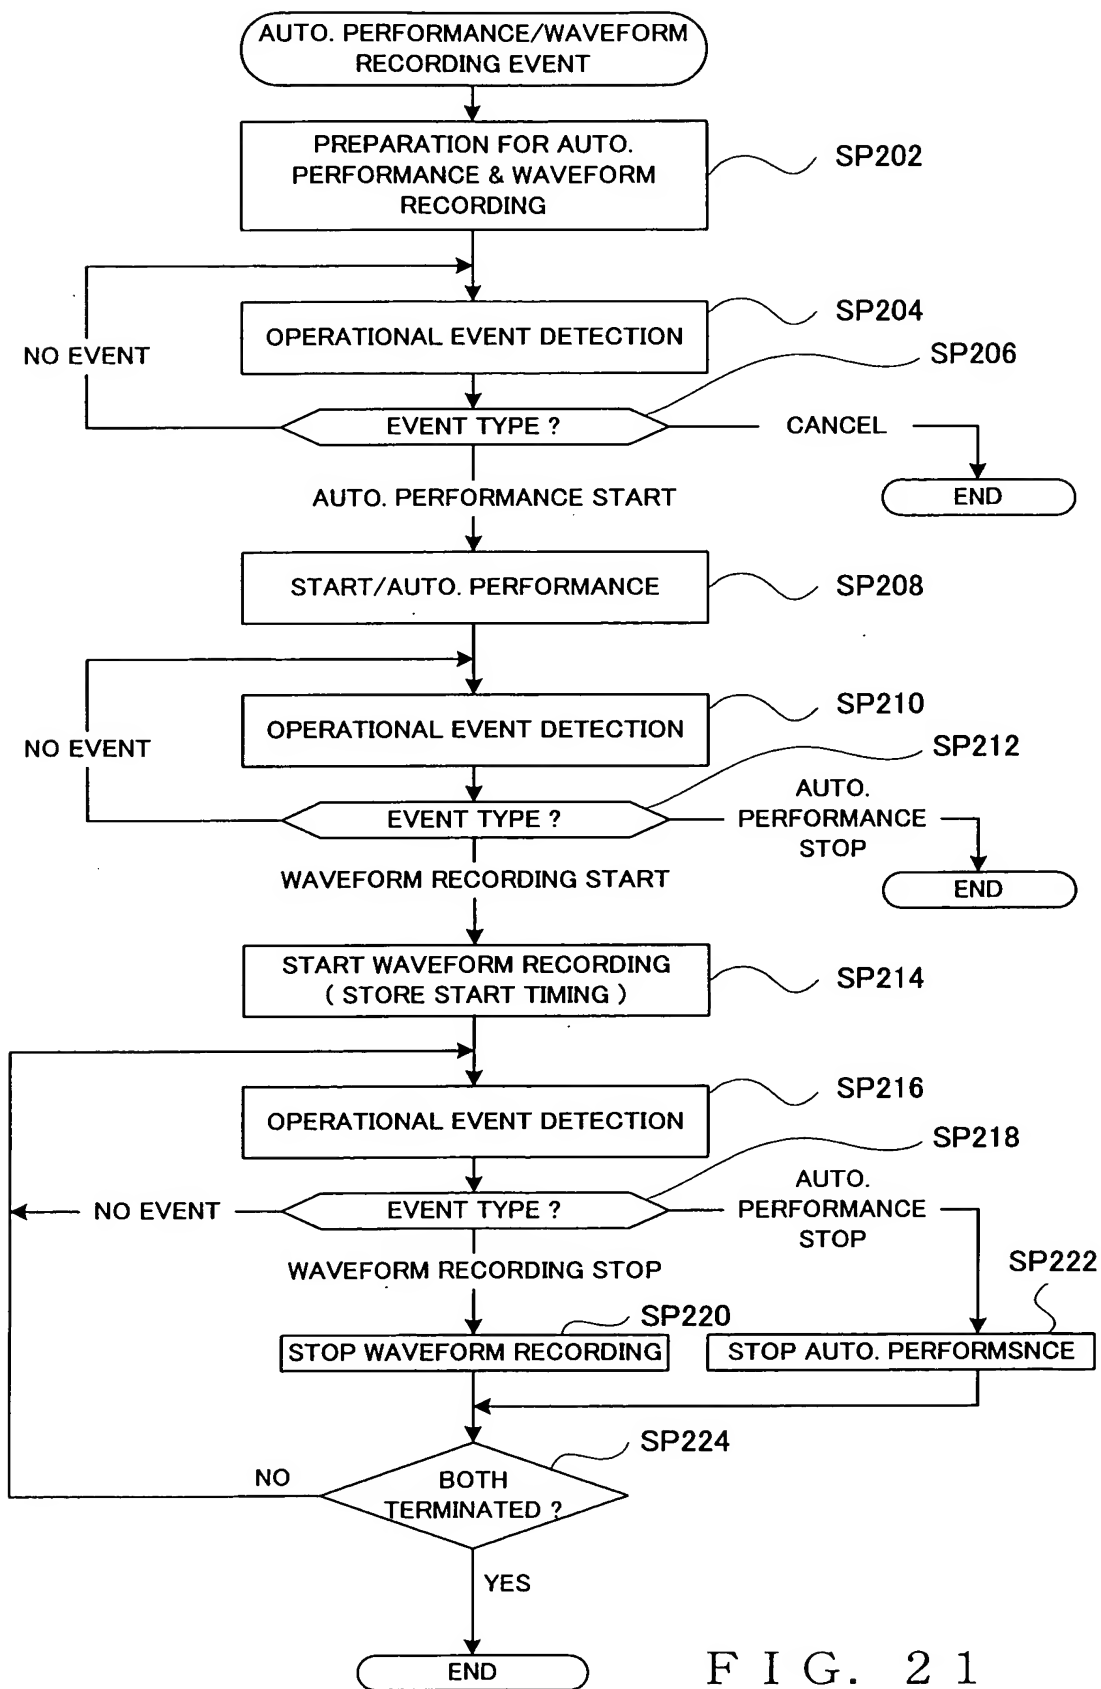 AUTO. PERFORMANCE/WAVEFORM
RECORDING EVENT
PREPARATION FOR AUTO.
PERFORMANCE & WAVEFORM
RECORDING
SP202
OPERATIONAL EVENT DETECTION
SP204
NO EVENT
SP206
EVENT TYPE ?
CANCEL
END
AUTO. PERFORMANCE START
START/AUTO. PERFORMANCE
SP208
OPERATIONAL EVENT DETECTION
SP210
NO EVENT
SP212
EVENT TYPE ?
AUTO.
PERFORMANCE
STOP
END
WAVEFORM RECORDING START
START WAVEFORM RECORDING
( STORE START TIMING )
SP214
OPERATIONAL EVENT DETECTION
SP216
SP218
NO EVENT
EVENT TYPE ?
AUTO.
PERFORMANCE
STOP
WAVEFORM RECORDING STOP
SP220
SP222
STOP WAVEFORM RECORDING
STOP AUTO. PERFORMSNCE
SP224
NO
BOTH
TERMINATED ?
YES
END
FIG. 21